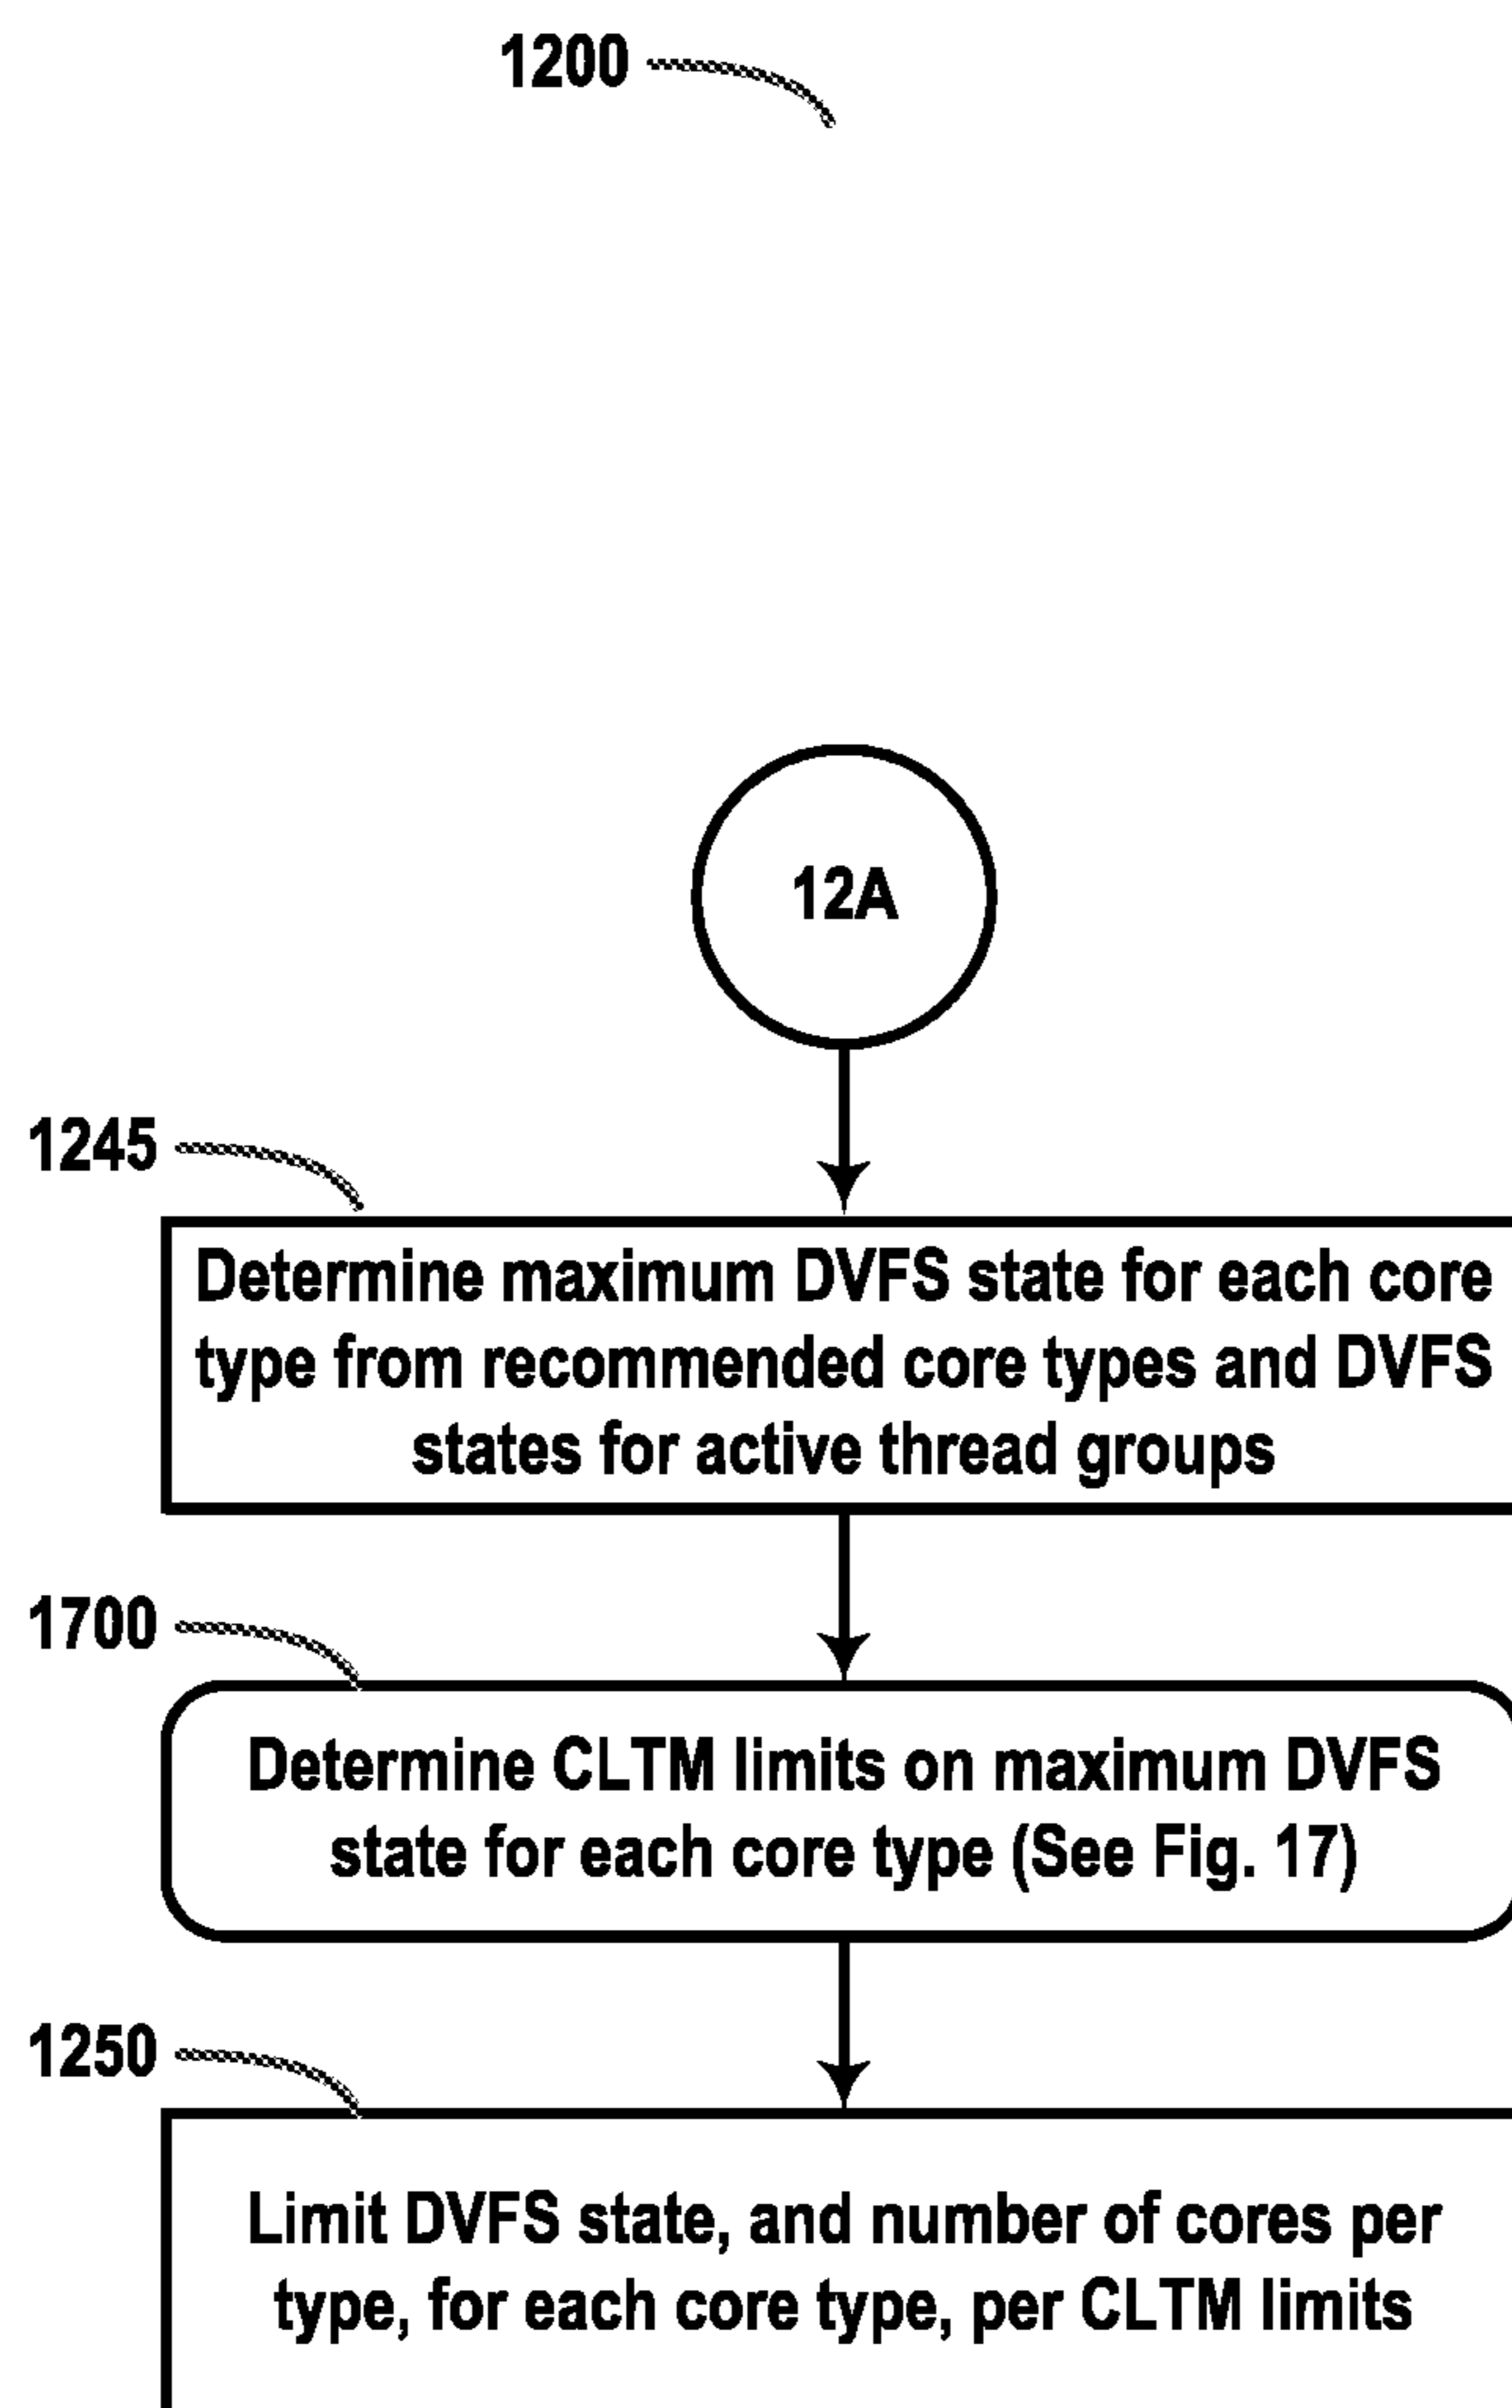 1200
12A
1245
Determine maximum DVFS state for each core
type from recommended core types and DVFS
states for active thread groups
1700
Determine CLTM limits on maximum DVFS
state for each core type (See Fig. 17)
1250
Limit DVFS state, and number of cores per
type, for each core type, per CLTM limits